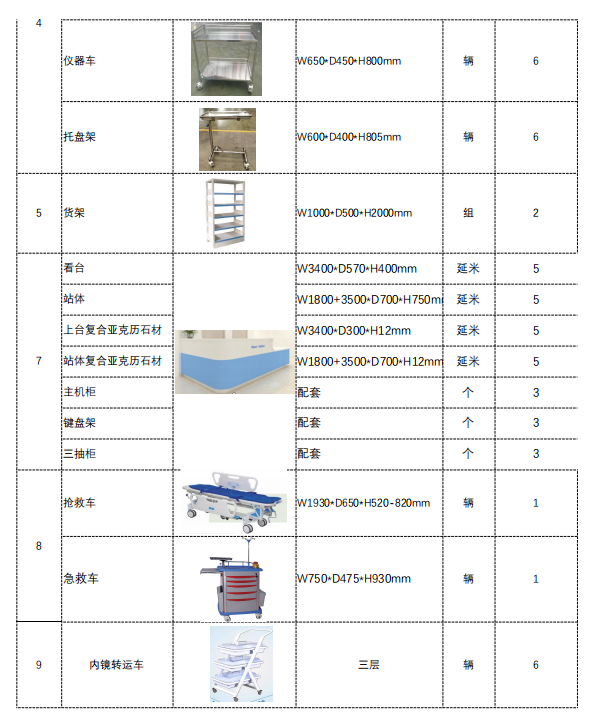 4
仪器车 W650*D450*H800mm 辆 6
托盘架 W600*D400*H805mm 辆 6
5 货架 W1000*D500*H2000mm 组 2
看台 W3400*D570*H400mm 延米 5
站体 W1800+3500*D700*H750m 延米 5
上台复合亚克历石材 W3400*D300*H12mm 延米 5
7 站体复合亚克历石材 W1800+3500*D700*H12mm 延米 5
主机柜 配套 个 3
键盘架 配套 个 3
三抽柜 配套 个 3
抢救车 W1930*D650*H520-820mm 辆 1
8
急救车 W750*D475*H930mm 辆 1
9 内镜转运车 三层 辆 6